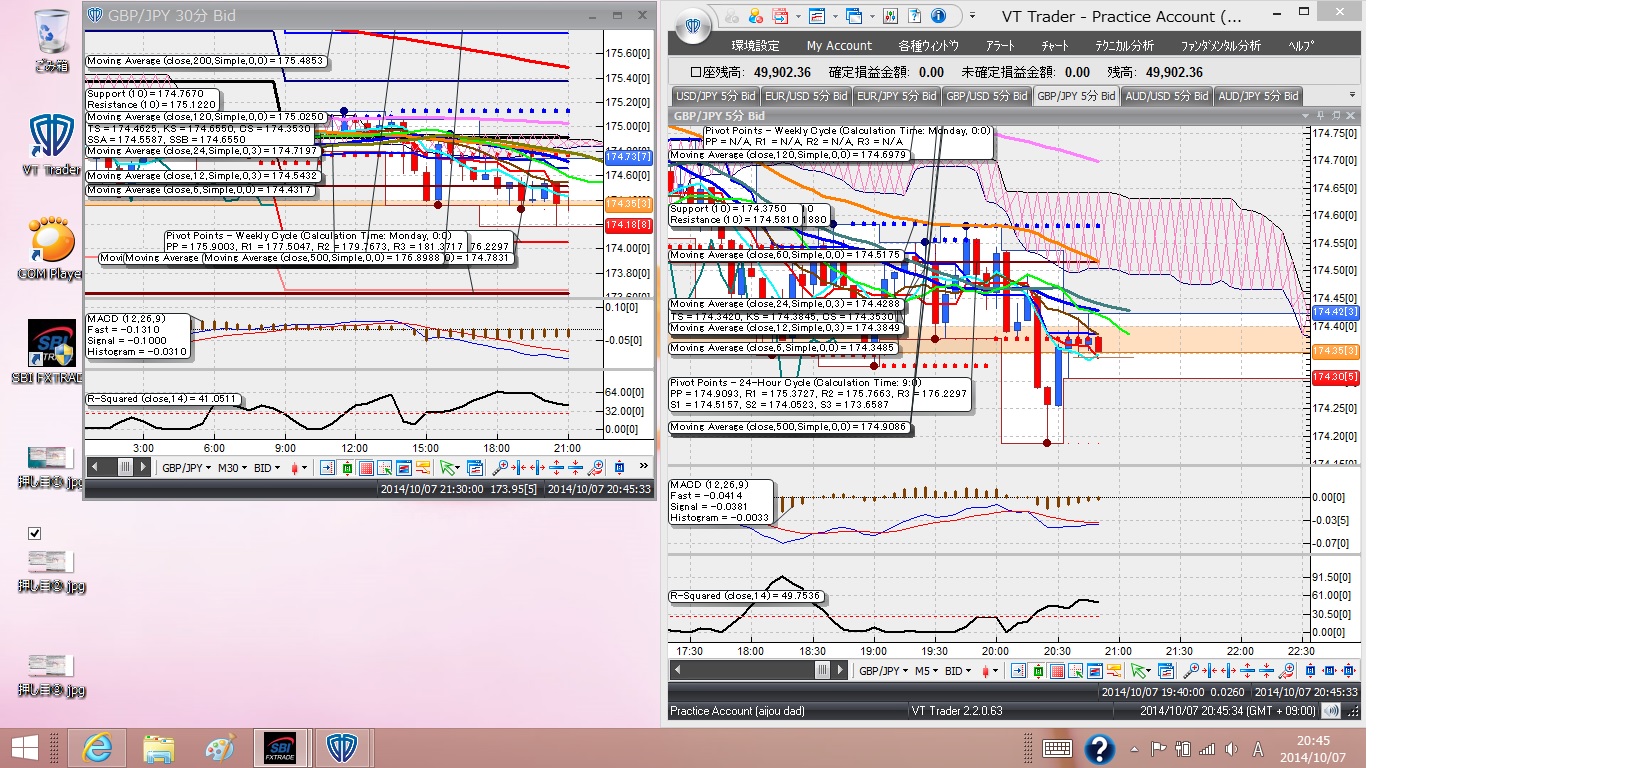 ごみ箱
VT Trader
COM Player
SBI
SBI FXTRAD
GBP/JPY 30分 Bid
Moving Average (close,200,Simple,0,0) = 175.4853
Support (10) = 174.7670
Resistance (10) = 175.1220
Moving Average (close,120,Simple,0,0) = 175.0250
TS = 174.4625, KS = 174.6550, CS = 174.3530
SSA = 174.5587, SSB = 174.6550
Moving Average (close,24,Simple,0,3) = 174.7197
Moving Average (close,12,Simple,0,3) = 174.5432
Moving Average (close,6,Simple,0,0) = 174.4317
Pivot Points - Weekly Cycle (Calculation Time: Monday, 0:0)
PP = 175.9003, R1 = 177.5047, R2 = 179.7673, R3 = 181.3717
76.2297
Moving Average (close,500,Simple,0,0) = 176.8988
= 174.7831
175.60[0]
175.40[0]
175.20[0]
175.00[0]
174.73[7]
174.60[0]
174.35[3]
174.18[8]
174.00[0]
173.80[0]
MACD (12,26,9)
Fast = -0.1310
Signal = -0.1000
Histogram = -0.0310
0.10[0]
-0.05[0]
R-Squared (close,14) = 41.0511
64.00[0]
32.00[0]
0.00[0]
3:00 6:00 9:00 12:00 15:00 18:00 21:00
GBP/JPY M30 BID
2014/10/07 21:30:00 173.95[5] 2014/10/07 20:45:33
VT Trader - Practice Account (...
環境設定 My Account 各種ウィンドウ アラート チャート テクニカル分析 ファンダメンタル分析 ヘルプ
口座残高: 49,902.36 確定損益金額: 0.00 未確定損益金額: 0.00 残高: 49,902.36
USD/JPY 5分 Bid EUR/USD 5分 Bid EUR/JPY 5分 Bid GBP/USD 5分 Bid GBP/JPY 5分 Bid AUD/USD 5分 Bid AUD/JPY 5分 Bid
GBP/JPY 5分 Bid
Pivot Points - Weekly Cycle (Calculation Time: Monday, 0:0)
PP = N/A, R1 = N/A, R2 = N/A, R3 = N/A
Moving Average (close,120,Simple,0,0) = 174.6979
Support (10) = 174.3750
Resistance (10) = 174.5810
1880
Moving Average (close,60,Simple,0,0) = 174.5175
Moving Average (close,24,Simple,0,3) = 174.4288
TS = 174.3420, KS = 174.3845, CS = 174.3530
Moving Average (close,12,Simple,0,3) = 174.3849
Moving Average (close,6,Simple,0,0) = 174.3485
Pivot Points - 24-Hour Cycle (Calculation Time: 9:0)
PP = 174.9093, R1 = 175.3727, R2 = 175.7663, R3 = 176.2297
S1 = 174.5157, S2 = 174.0523, S3 = 173.6587
Moving Average (close,500,Simple,0,0) = 174.9086
174.75[0]
174.70[0]
174.65[0]
174.60[0]
174.55[0]
174.50[0]
174.45[0]
174.42[3]
174.40[0]
174.35[3]
174.30[5]
174.25[0]
174.20[0]
MACD (12,26,9)
Fast = -0.0414
Signal = -0.0381
Histogram = -0.0033
0.00[0]
-0.03[5]
-0.07[0]
R-Squared (close,14) = 49.7536
91.50[0]
61.00[0]
30.50[0]
0.00[0]
17:30 18:00 18:30 19:00 19:30 20:00 20:30 21:00 21:30 22:00 22:30
GBP/JPY M5 BID
2014/10/07 19:40:00 0.0260 2014/10/07 20:45:33
Practice Account (aijou dad) VT Trader 2.2.0.63 2014/10/07 20:45:34 (GMT + 09:00)
押し目①.jpg
押し目②.jpg
押し目③.jpg
SBI
FXTRADE
A
20:45
2014/10/07